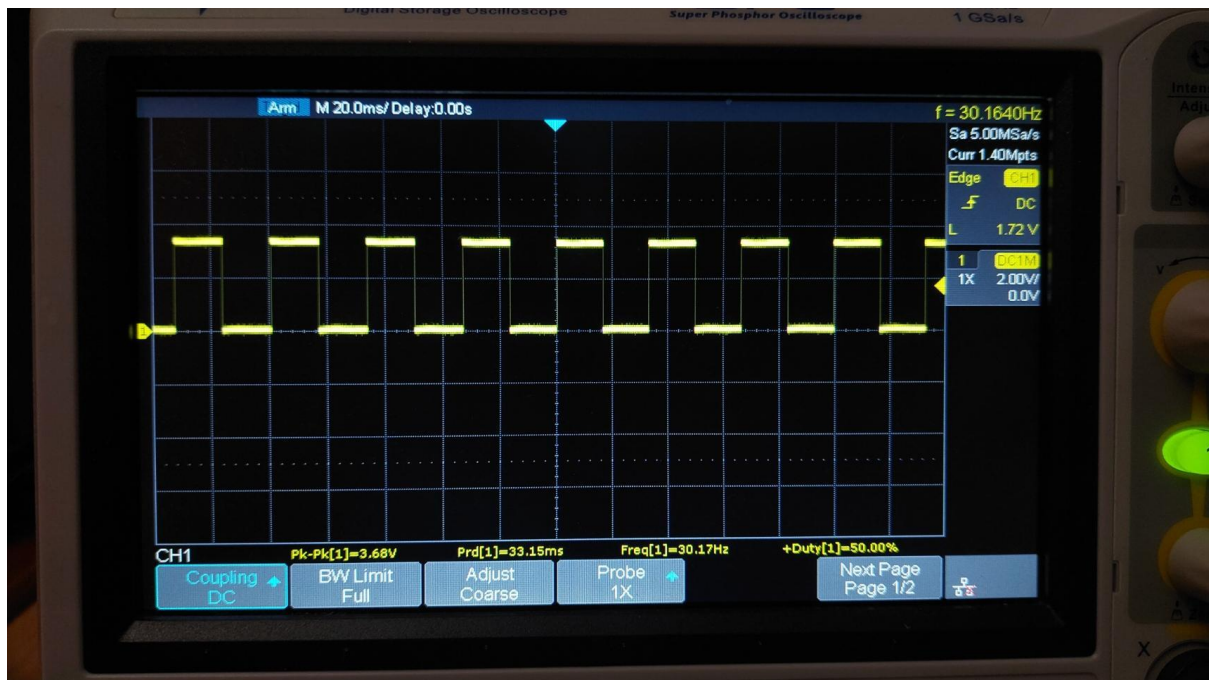 Digital Storage Oscilloscope
Super Phosphor Oscilloscope
1 GSa/s
Arm M 20.0ms/ Delay:0.00s
f = 30.1640Hz
Sa 5.00MSa/s
Curr 1.40Mpts
Edge CH1
DC
L 1.72 V
1 DC1M
1X 2.00V/
0.0V
1
CH1 Pk-Pk[1]=3.68V Prd[1]=33.15ms Freq[1]=30.17Hz +Duty[1]=50.00%
Coupling
DC
BW Limit
Full
Adjust
Coarse
Probe
1X
Next Page
Page 1/2
V
X